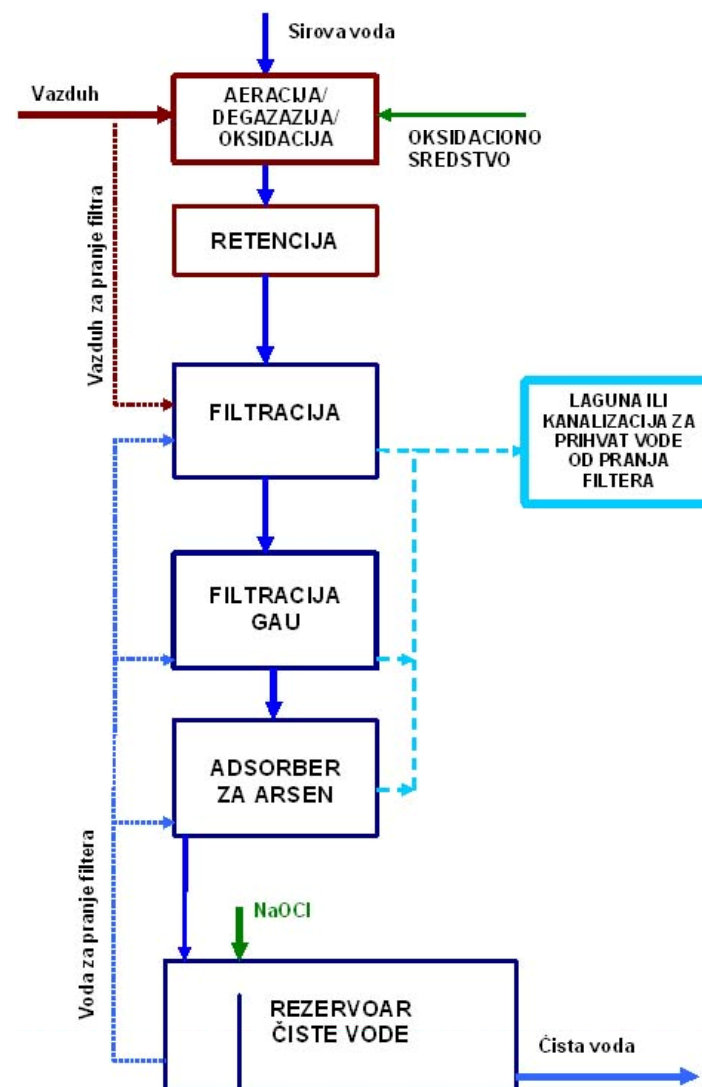 Sirova voda
Vazduh
AERACIJA/
DEGAZAZIJA/
OKSIDACIJA
OKSIDACIONO
SREDSTVO
RETENCIJA
Vazduh za pranje filtra
FILTRACIJA
LAGUNA ILI
KANALIZACIJA ZA
PRIHVAT VODE
OD PRANJA
FILTERA
FILTRACIJA
GAU
ADSORBER
ZA ARSEN
Voda za pranje filtera
NaOCl
REZERVOAR
ČISTE VODE
Čista voda